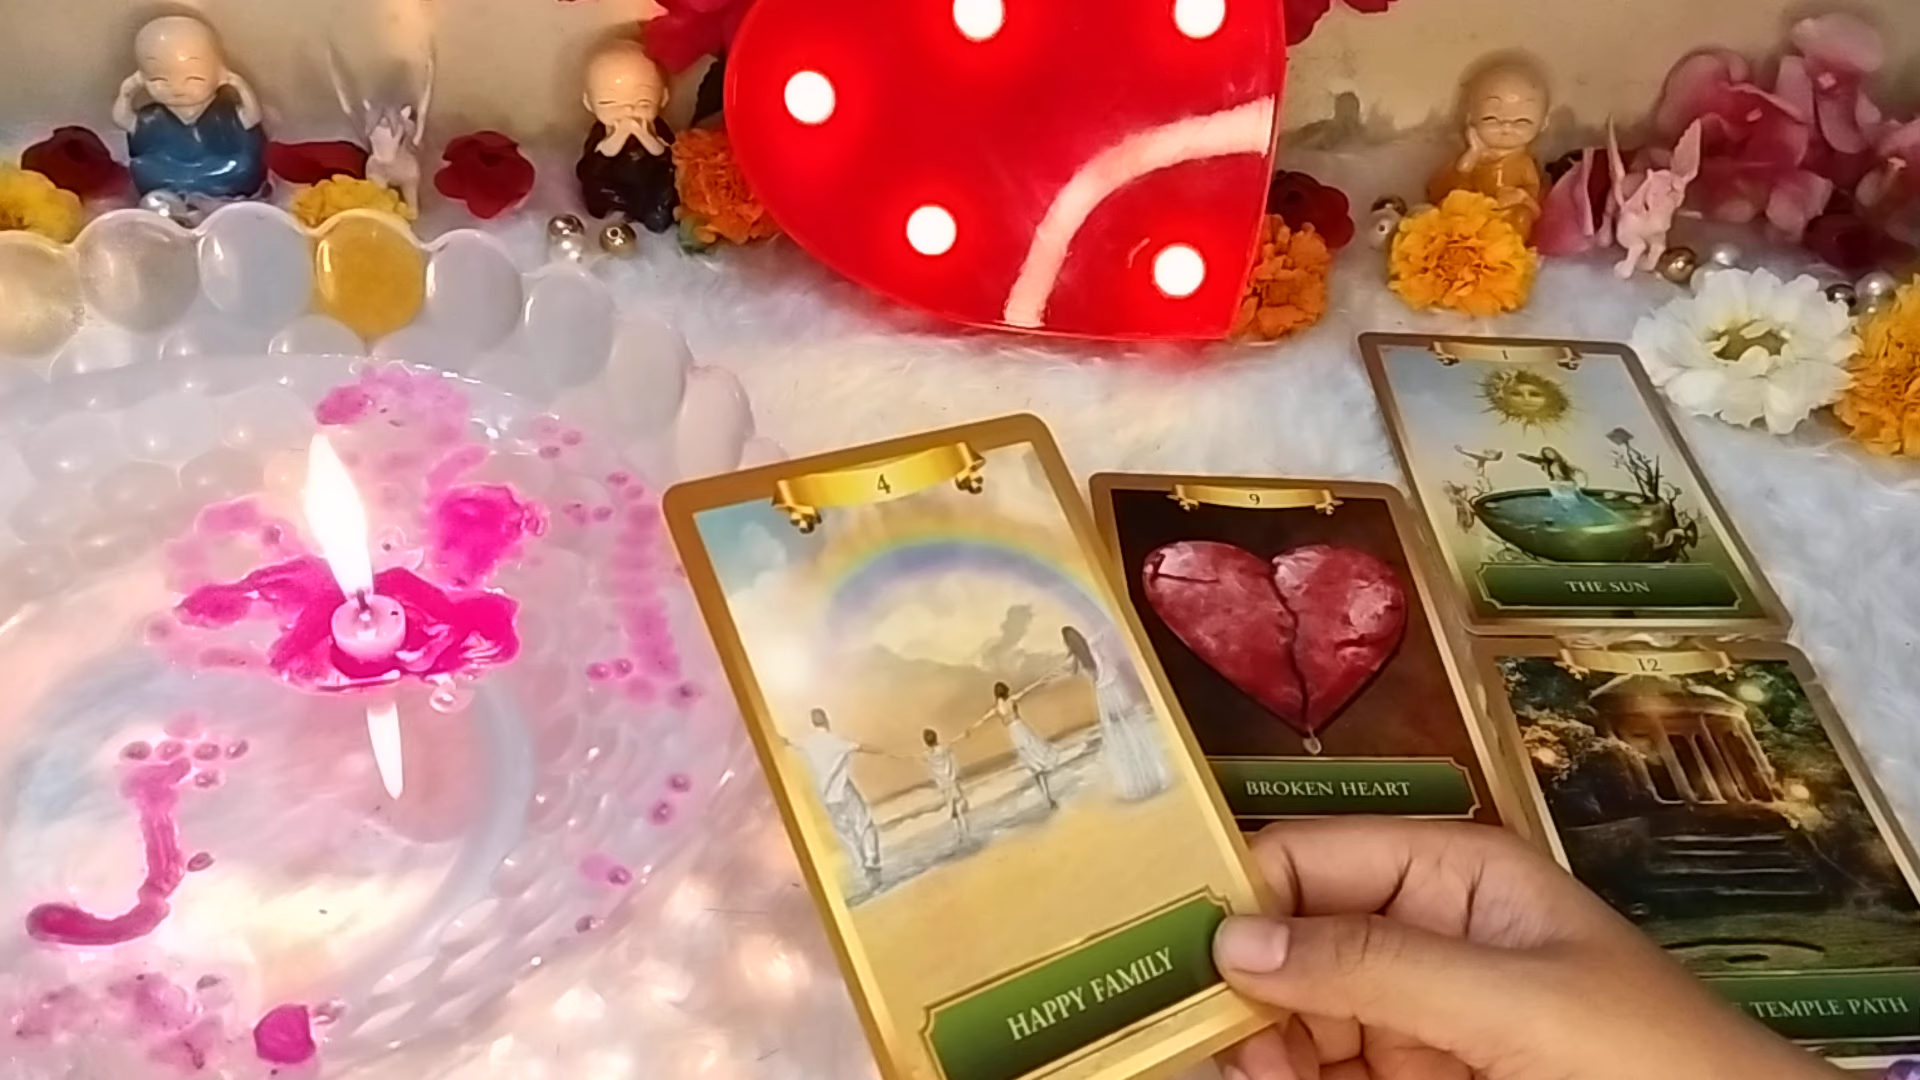 4
HAPPY FAMILY
9
BROKEN HEART
1
THE SUN
12
TEMPLE PATH